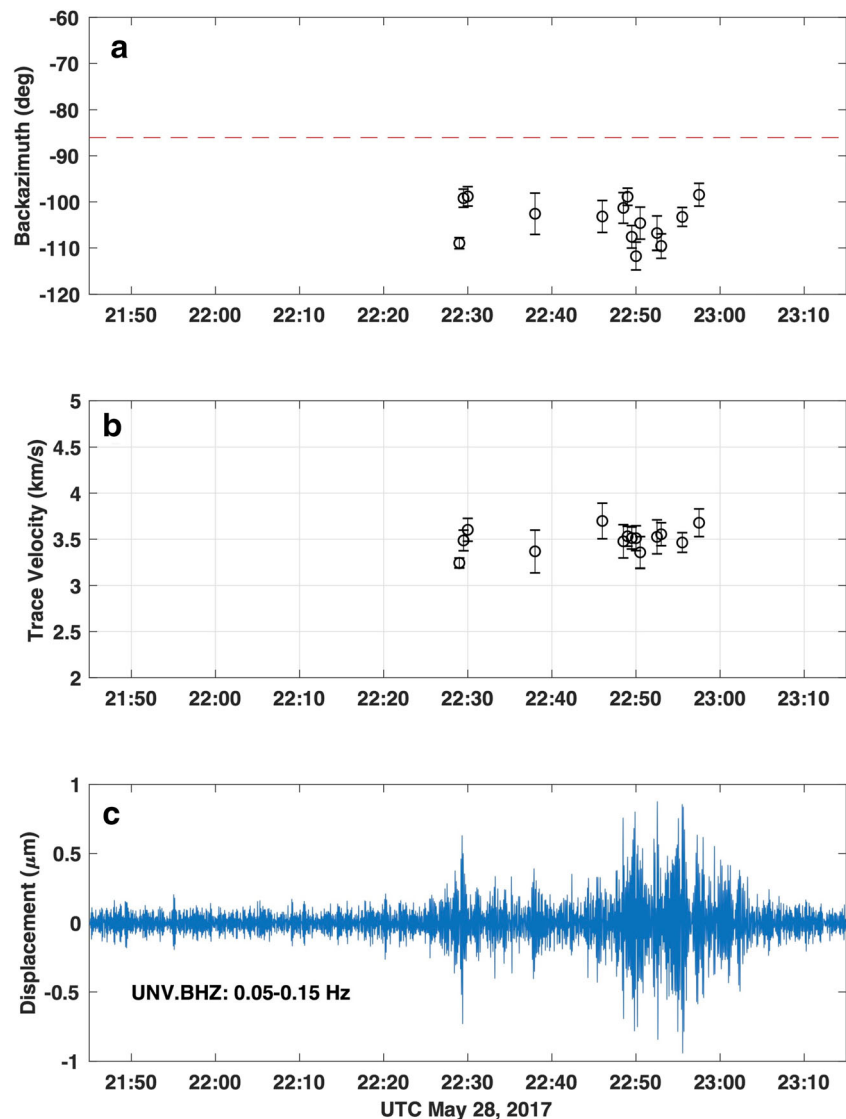 a
-60
-70
-80
-90
-100
-110
-120
Backazimuth (deg)
21:50 22:00 22:10 22:20 22:30 22:40 22:50 23:00 23:10
b
5
4.5
4
3.5
3
2.5
2
Trace Velocity (km/s)
21:50 22:00 22:10 22:20 22:30 22:40 22:50 23:00 23:10
c
1
0.5
0
-0.5
-1
Displacement (μm)
UNV.BHZ: 0.05-0.15 Hz
21:50 22:00 22:10 22:20 22:30 22:40 22:50 23:00 23:10
UTC May 28, 2017